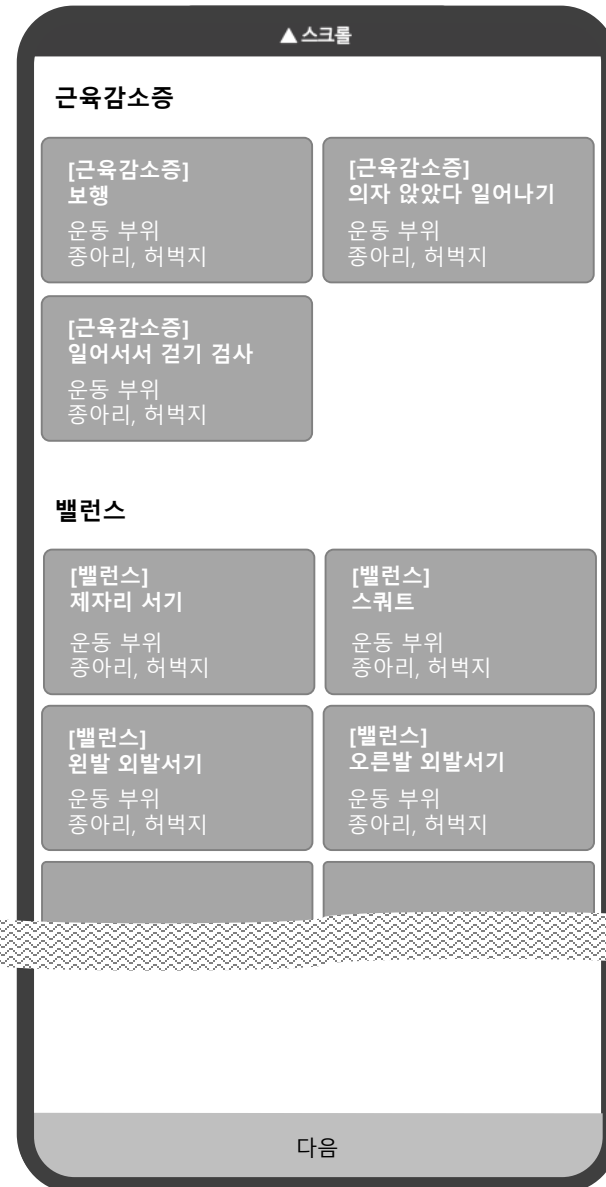 ▲스크롤
근육감소증
[근육감소증]
보행
운동 부위
종아리, 허벅지
[근육감소증]
의자 앉았다 일어나기
운동 부위
종아리, 허벅지
[근육감소증]
일어서서 걷기 검사
운동 부위
종아리, 허벅지
밸런스
[밸런스]
제자리 서기
운동 부위
종아리, 허벅지
[밸런스]
스쿼트
운동 부위
종아리, 허벅지
[밸런스]
왼발 외발서기
운동 부위
종아리, 허벅지
[밸런스]
오른발 외발서기
운동 부위
종아리, 허벅지
다음